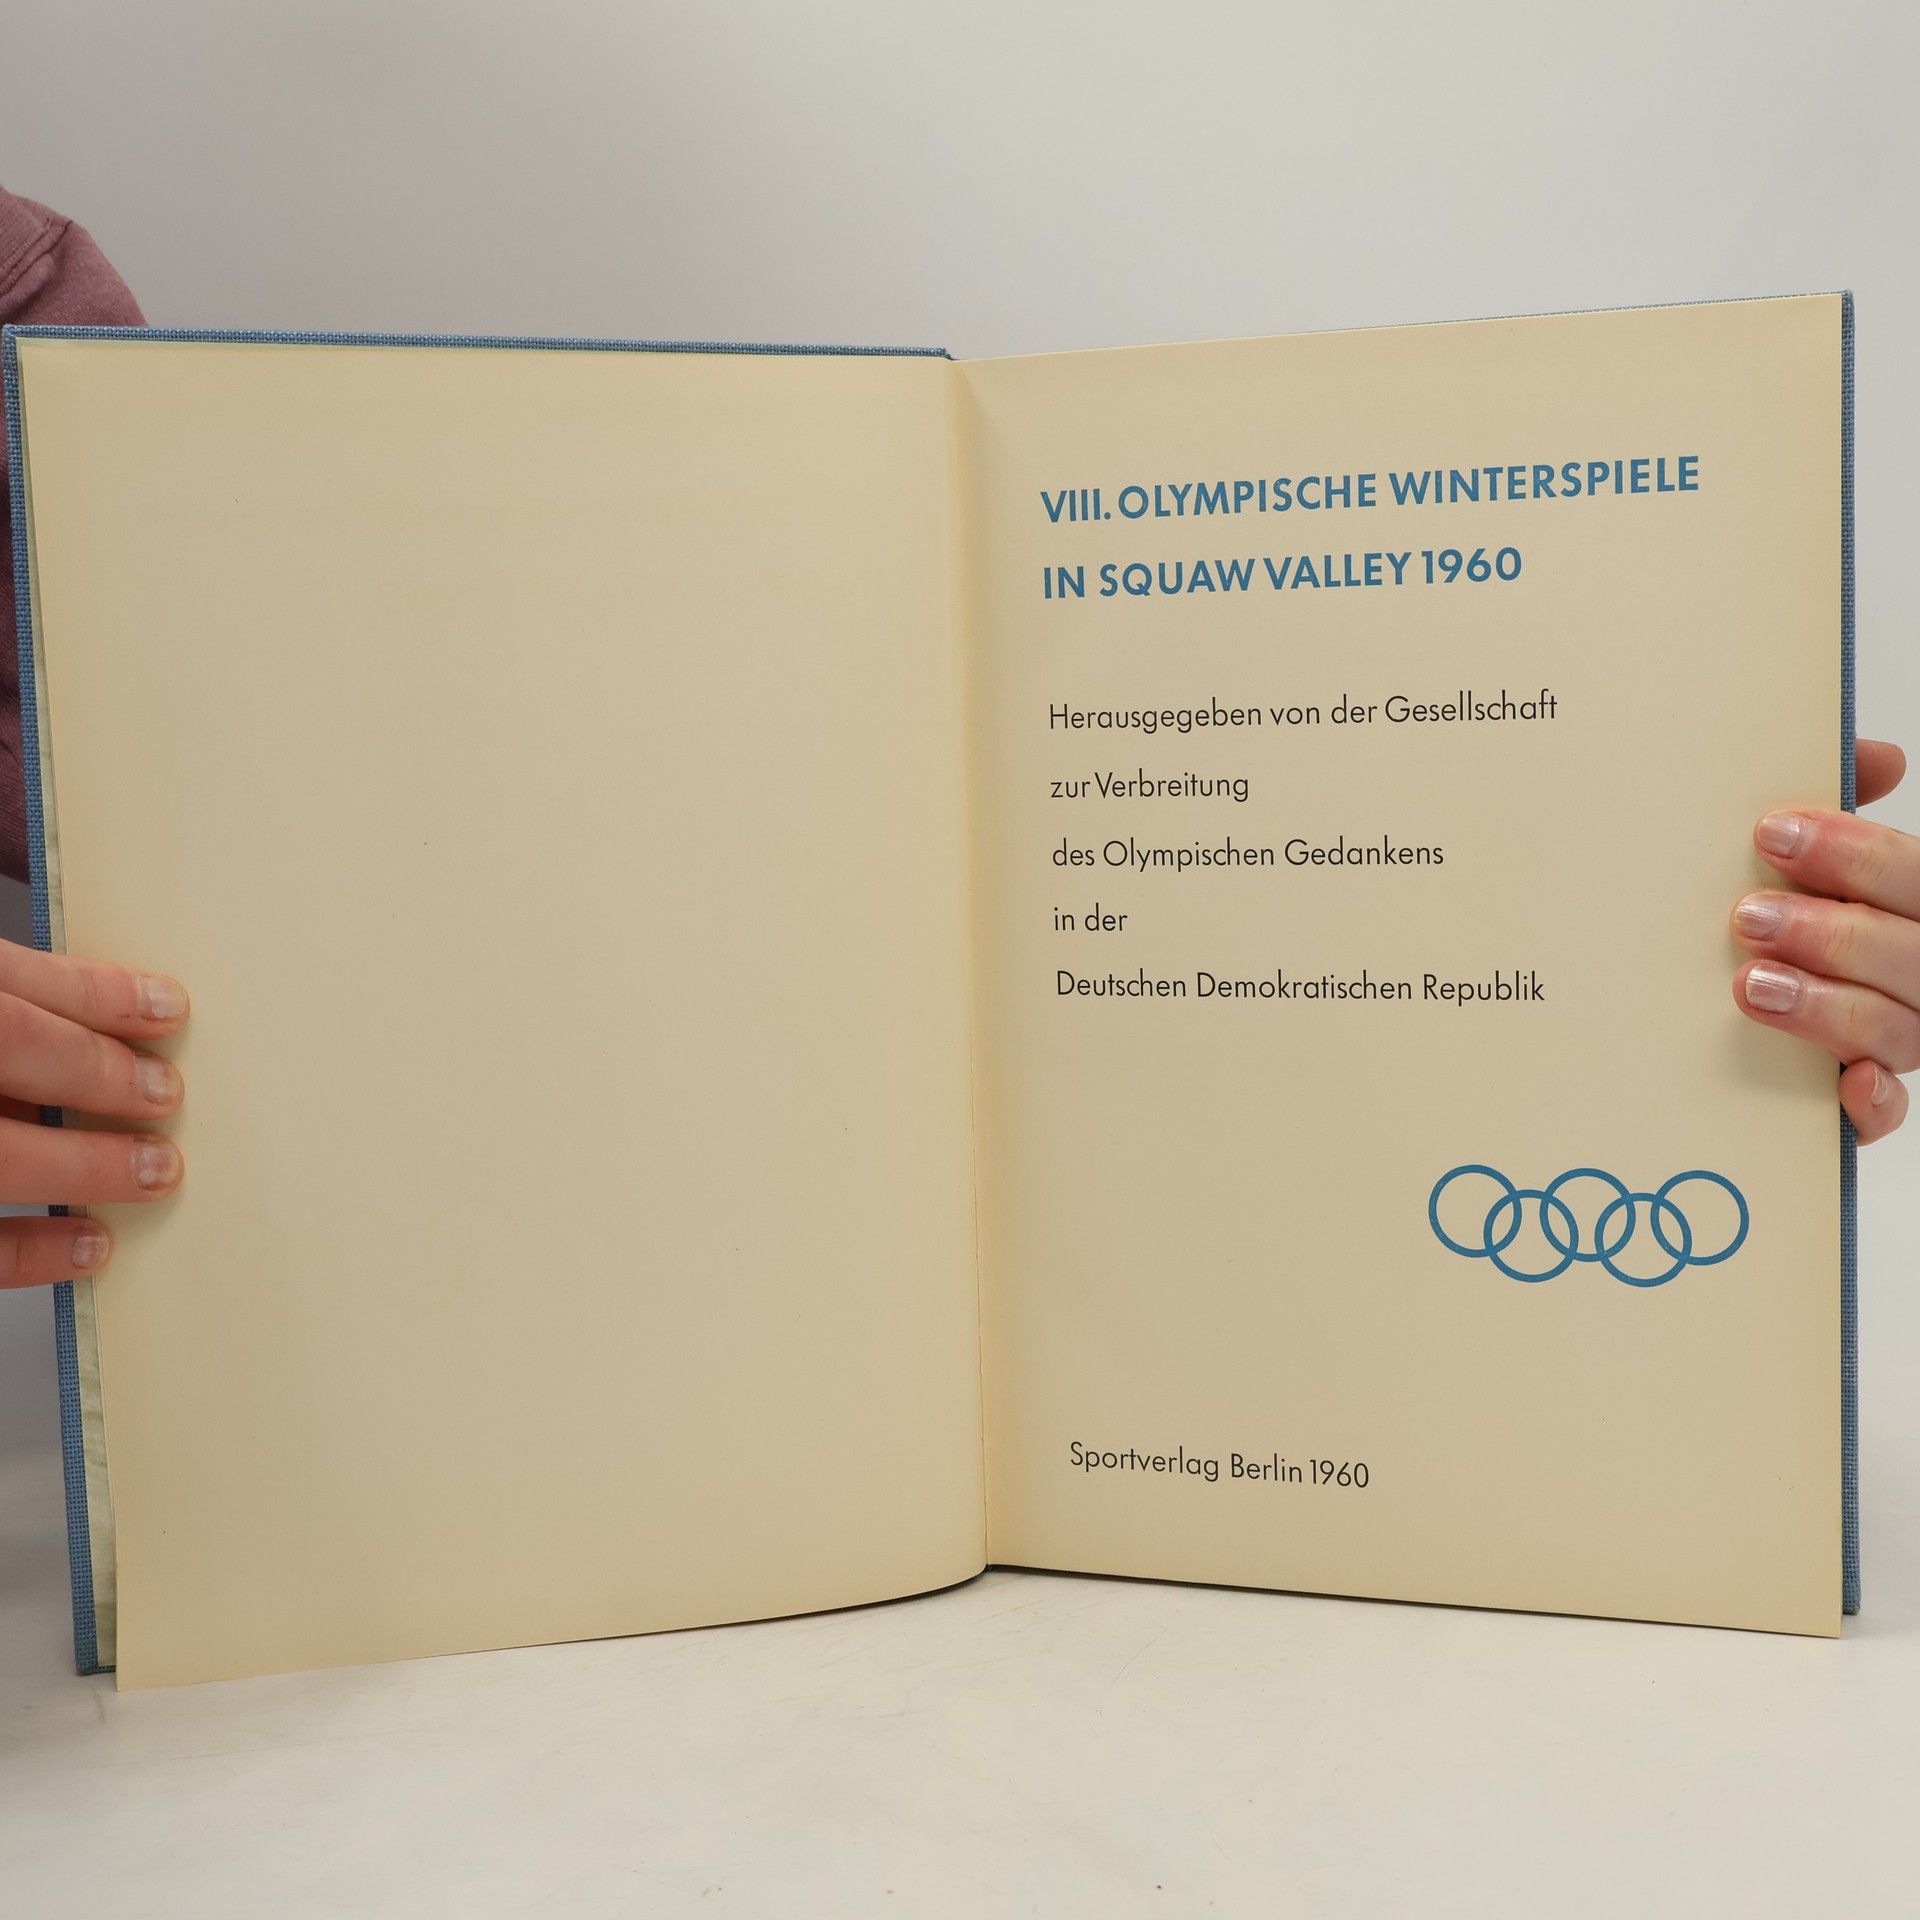 VIII. OLYMPISCHE WINTERSPIELE
IN SQUAW VALLEY 1960
Herausgegeben von der Gesellschaft
zur Verbreitung
des Olympischen Gedankens
in der
Deutschen Demokratischen Republik
Sportverlag Berlin 1960